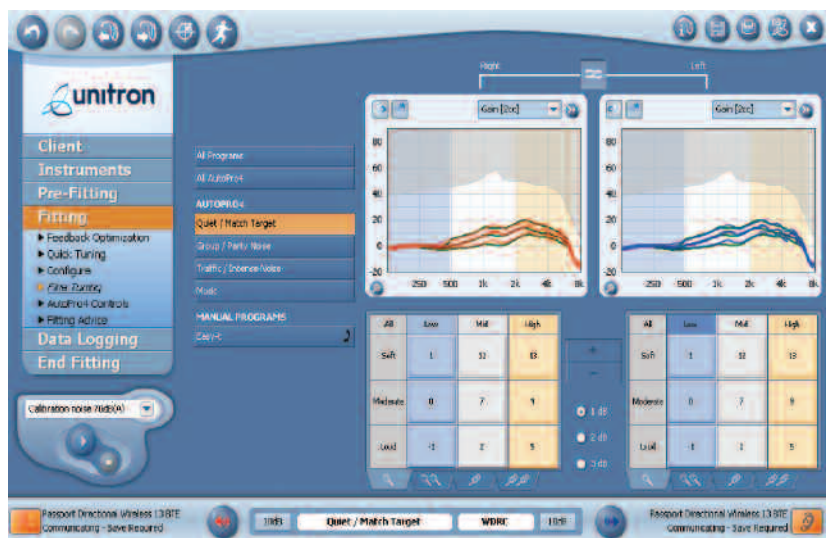 Right
Left
unitron
Gain [2cc]
Gain [2cc]
Client
Instruments
Pre-Fitting
Fitting
Feedback Optimization
Quick Tuning
Configure
Fine Tuning
AutoPro4 Controls
Fitting Advice
Data Logging
End Fitting
All Programs
All AutoPro4
AUTOPRO4
Quiet / Match Target
Group / Party Noise
Traffic / Intense Noise
Music
MANUAL PROGRAMS
Easy-t
80
60
40
20
0
-20
250 500 1k 2k 4k 8k
80
60
40
20
0
-20
250 500 1k 2k 4k 8k
All Low Mid High
Soft 1 12 13
Moderate 0 7 9
Loud -1 2 5
+
-
1 dB
2 dB
3 dB
All Low Mid High
Soft 1 12 13
Moderate 0 7 9
Loud -1 2 5
Calibration noise 70dB(A)
Passport Directional Wireless 13 BTE
Communicating - Save Required
10dB Quiet / Match Target WDRC 10dB
Passport Directional Wireless 13 BTE
Communicating - Save Required